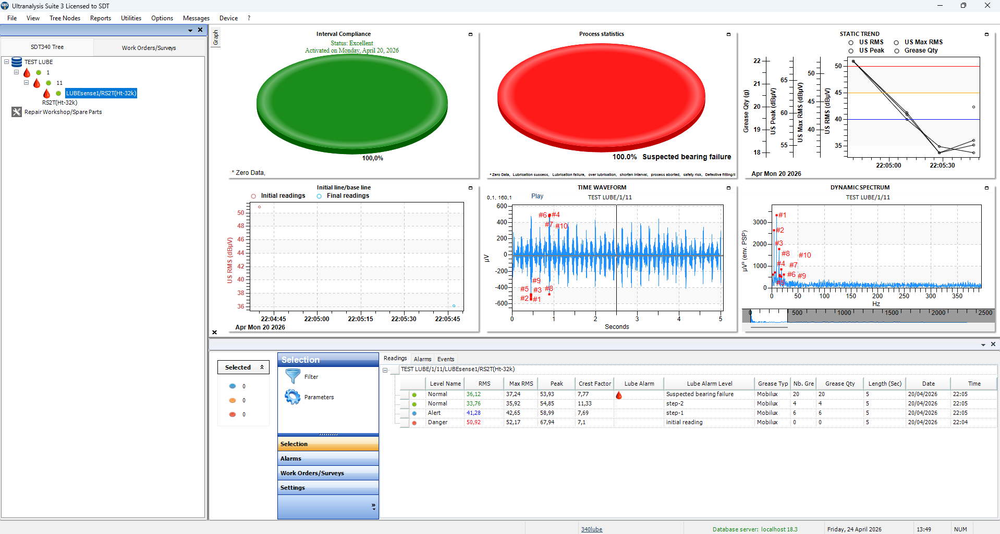 Ultranalysis Suite 3 Licensed to SDT
File View Tree Nodes Reports Utilities Options Messages Device ?
SDT340 Tree
Work Orders/Surveys
TEST LUBE
1
11
LUBEsense1/RS2T(Ht-32k)
RS2T(Ht-32k)
Repair Workshop/Spare Parts
Graph
Interval Compliance
Status: Excellent
Activated on Monday, April 20, 2026
100,0%
* Zero Data,
Process statistics
100.0% Suspected bearing failure
* Zero Data, Lubrication success, Lubrication failure, over lubrication, shorten interval, process aborted, safety risk, Defective fitting/li
STATIC TREND
US RMS US Max RMS
US Peak Grease Qty
Grease Qty (g)
22
21
20
19
18
US Peak (dBµV)
65
60
55
US Max RMS (dBµV)
50
45
40
US RMS (dBµV)
50
45
40
35
22:05:00 22:05:30
Apr Mon 20 2026
Initial line/base line
Initial readings Final readings
US RMS (dBµV)
50
48
46
44
42
40
38
36
22:04:45 22:05:00 22:05:15 22:05:30 22:05:45
Apr Mon 20 2026
TIME WAVEFORM
0,1, 160,1 Play TEST LUBE/1/11
µV
600
400
200
0
-200
-400
-600
#6 #4
#7 #10
#9
#5 #3 #8
#2 #1
0 1 2 3 4 5
Seconds
DYNAMIC SPECTRUM
TEST LUBE/1/11
µV² (env. PSP)
3000
2000
1000
0
#1
#2
#3
#8 #10
#4 #7
#6 #9
#5
0 50 100 150 200 250 300 350
Hz
0 500 1000 1500 2000 2500
Selected
0
0
0
Selection
Filter
Parameters
Selection
Alarms
Work Orders/Surveys
Settings
Readings Alarms Events
TEST LUBE/1/11/LUBEsense1/RS2T(Ht-32k)
Level Name RMS Max RMS Peak Crest Factor Lube Alarm Lube Alarm Level Grease Typ Nb. Gre Grease Qty Length (Sec) Date Time
Normal 36,12 37,24 53,93 7,77 Suspected bearing failure Mobilux 20 20 5 20/04/2026 22:05
Normal 33,76 35,92 54,85 11,33 step-2 Mobilux 4 4 5 20/04/2026 22:05
Alert 41,28 42,65 58,99 7,69 step-1 Mobilux 6 6 5 20/04/2026 22:05
Danger 50,92 52,17 67,94 7,1 initial reading Mobilux 0 0 5 20/04/2026 22:04
340lube Database server: localhost 18.3 Friday, 24 April 2026 13:49 NUM